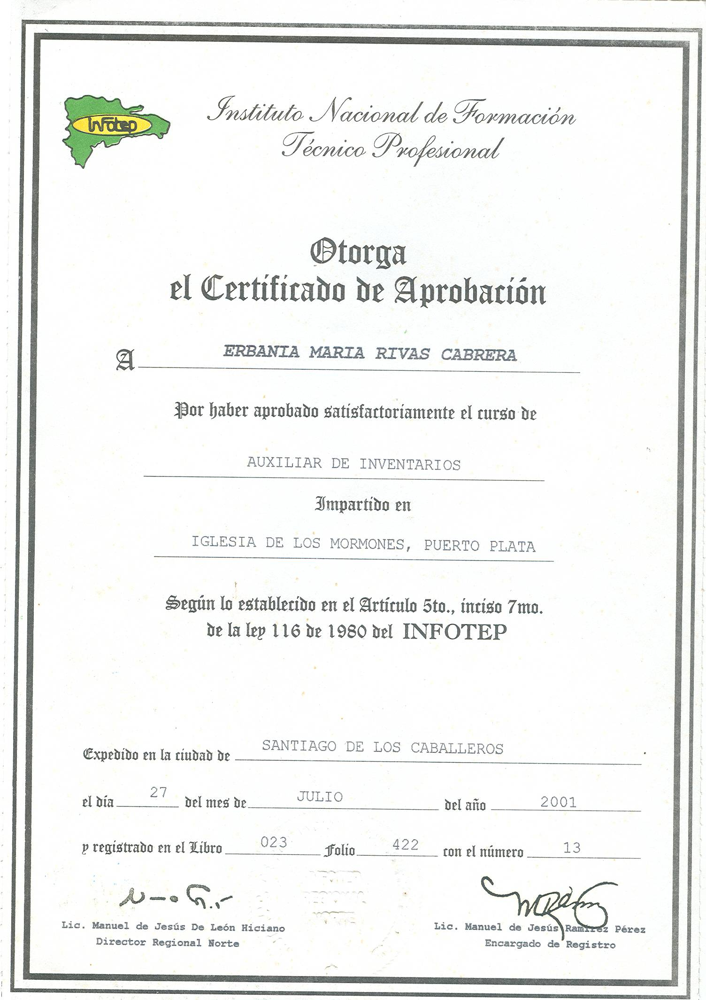 Infotep
Instituto Nacional de Formación
Técnico Profesional
Otorga
el Certificado de Aprobación
A ERBANIA MARIA RIVAS CABRERA
Por haber aprobado satisfactoriamente el curso de
AUXILIAR DE INVENTARIOS
Impartido en
IGLESIA DE LOS MORMONES, PUERTO PLATA
Según lo establecido en el Artículo 5to., inciso 7mo.
de la ley 116 de 1980 del INFOTEP
Expedido en la ciudad de SANTIAGO DE LOS CABALLEROS
el día 27 del mes de JULIO del año 2001
y registrado en el Libro 023 Folio 422 con el número 13
Lic. Manuel de Jesús De León Hiciano Lic. Manuel de Jesús Ramírez Pérez
Director Regional Norte Encargado de Registro